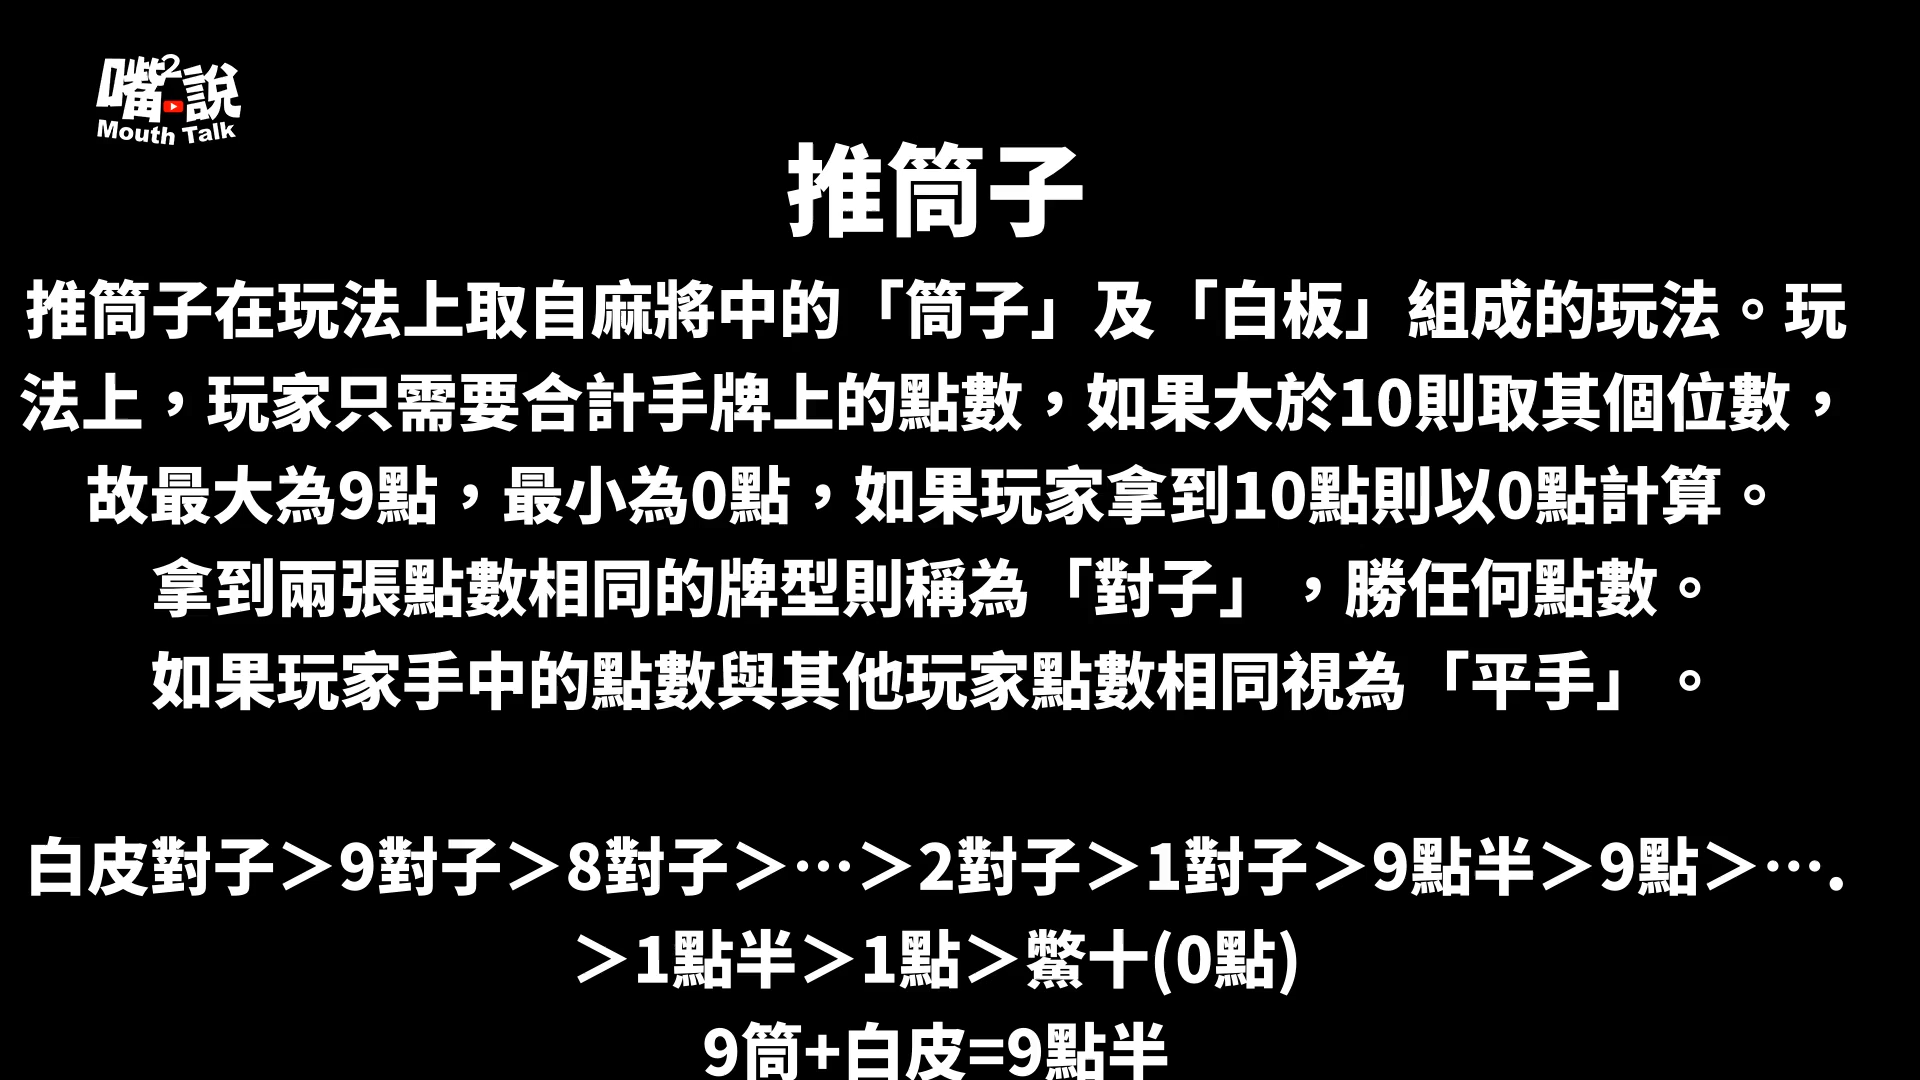 嘴2說
Mouth Talk
推筒子
推筒子在玩法上取自麻將中的「筒子」及「白板」組成的玩法。玩
法上，玩家只需要合計手牌上的點數，如果大於10則取其個位數，
故最大為9點，最小為0點，如果玩家拿到10點則以0點計算。
拿到兩張點數相同的牌型則稱為「對子」，勝任何點數。
如果玩家手中的點數與其他玩家點數相同視為「平手」。
白皮對子＞9對子＞8對子＞…＞2對子＞1對子＞9點半＞9點＞….
＞1點半＞1點＞鱉十(0點)
9筒+白皮=9點半